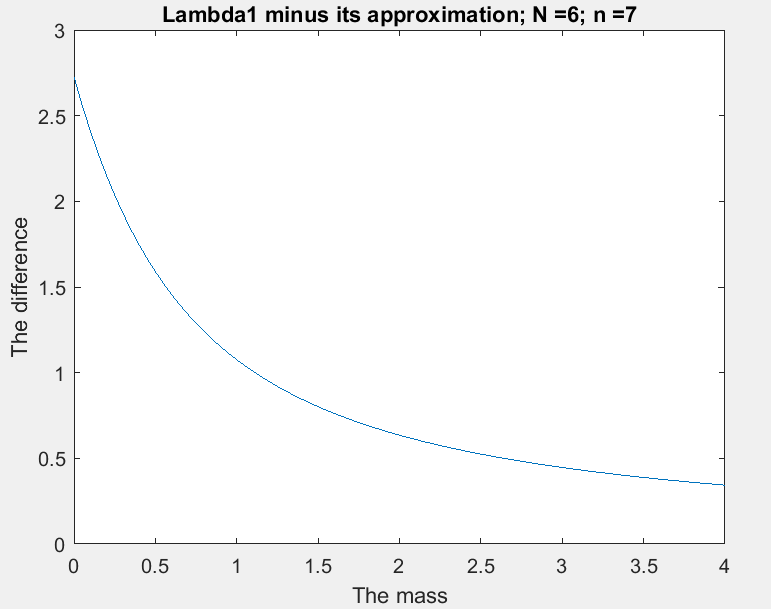 Lambda1 minus its approximation; N =6; n =7
3
2.5
2
1.5
1
0.5
0
The difference
0 0.5 1 1.5 2 2.5 3 3.5 4
The mass